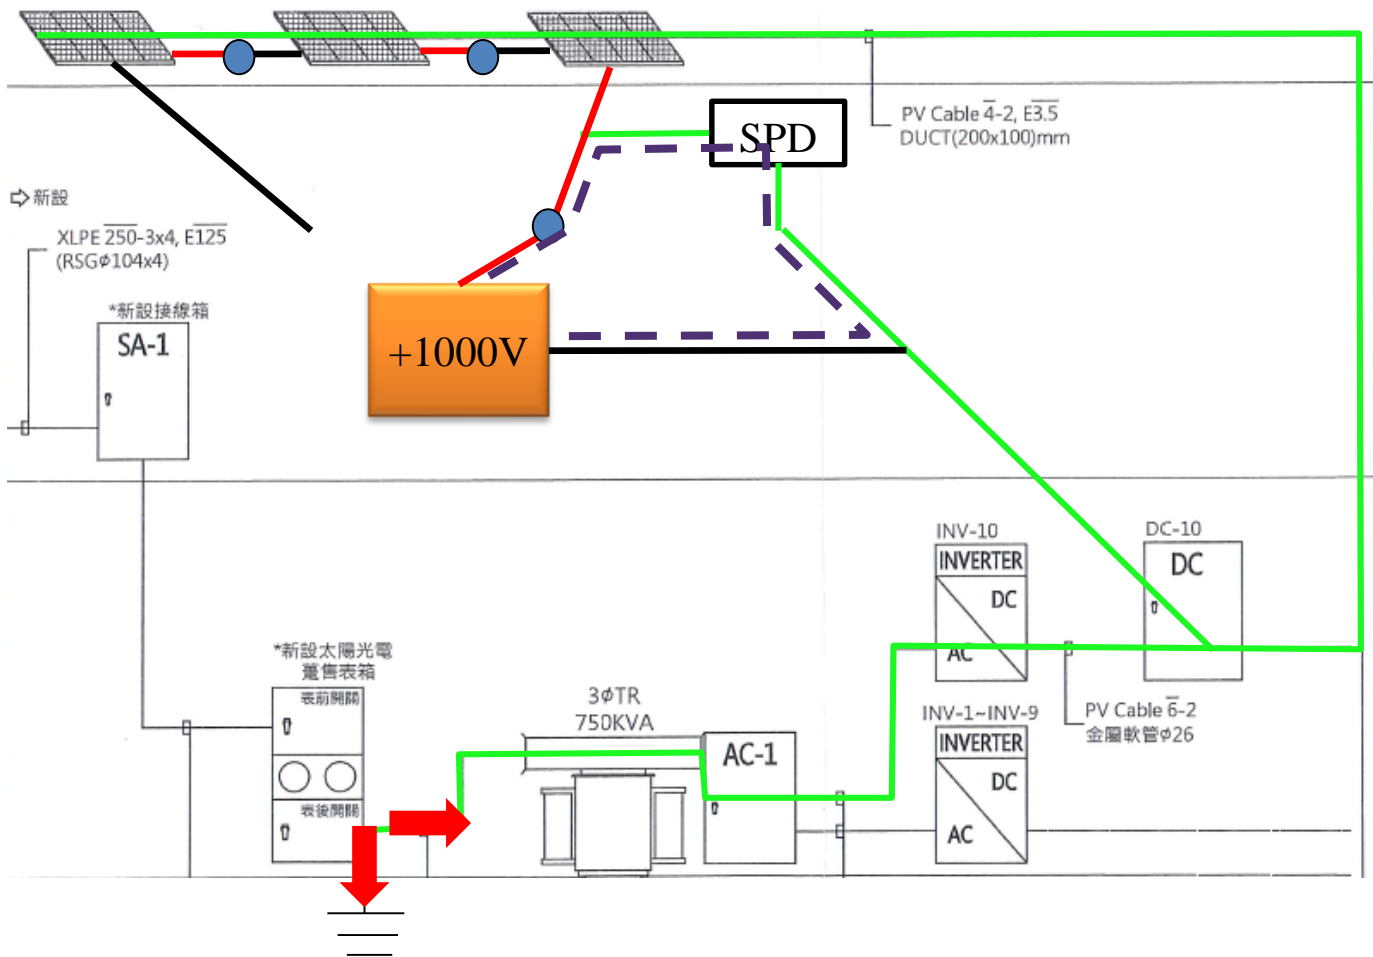 PV Cable 4-2, E3.5
DUCT(200x100)mm
SPD
⇨新設
XLPE 250-3x4, E125
(RSGφ104x4)
*新設接線箱
SA-1
+1000V
INV-10
INVERTER
DC
AC
DC-10
DC
*新設太陽光電
躉售表箱
表前開關
表後開關
3φTR
750KVA
AC-1
PV Cable 6-2
金屬軟管φ26
INV-1~INV-9
INVERTER
DC
AC